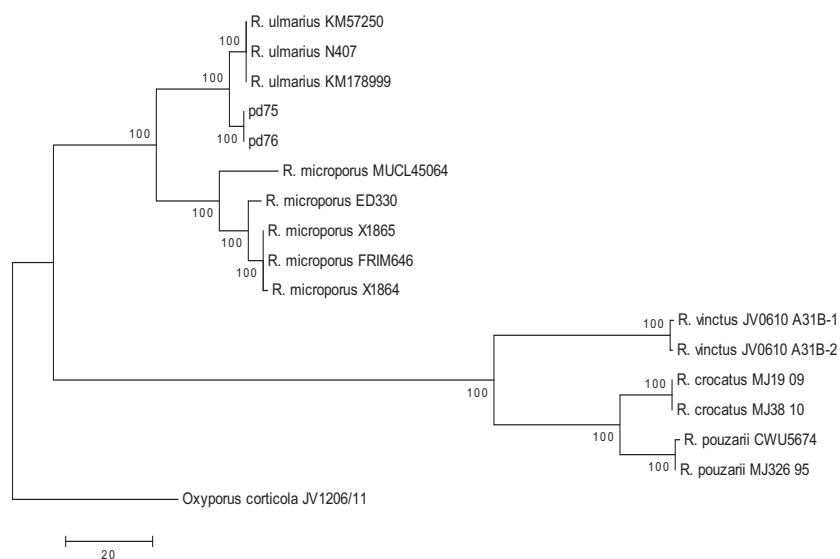 R. ulmarius KM57250
100
R. ulmarius N407
100
R. ulmarius KM178999
pd75
100
100
pd76
R. microporus MUCL45064
R. microporus ED330
100
R. microporus X1865
100
R. microporus FRIM646
100
R. microporus X1864
R. vinctus JV0610 A31B-1
100
R. vinctus JV0610 A31B-2
R. crocatus MJ19 09
100
100
R. crocatus MJ38 10
100
R. pouzarii CWU5674
100
R. pouzarii MJ326 95
Oxyporus corticola JV1206/11
20